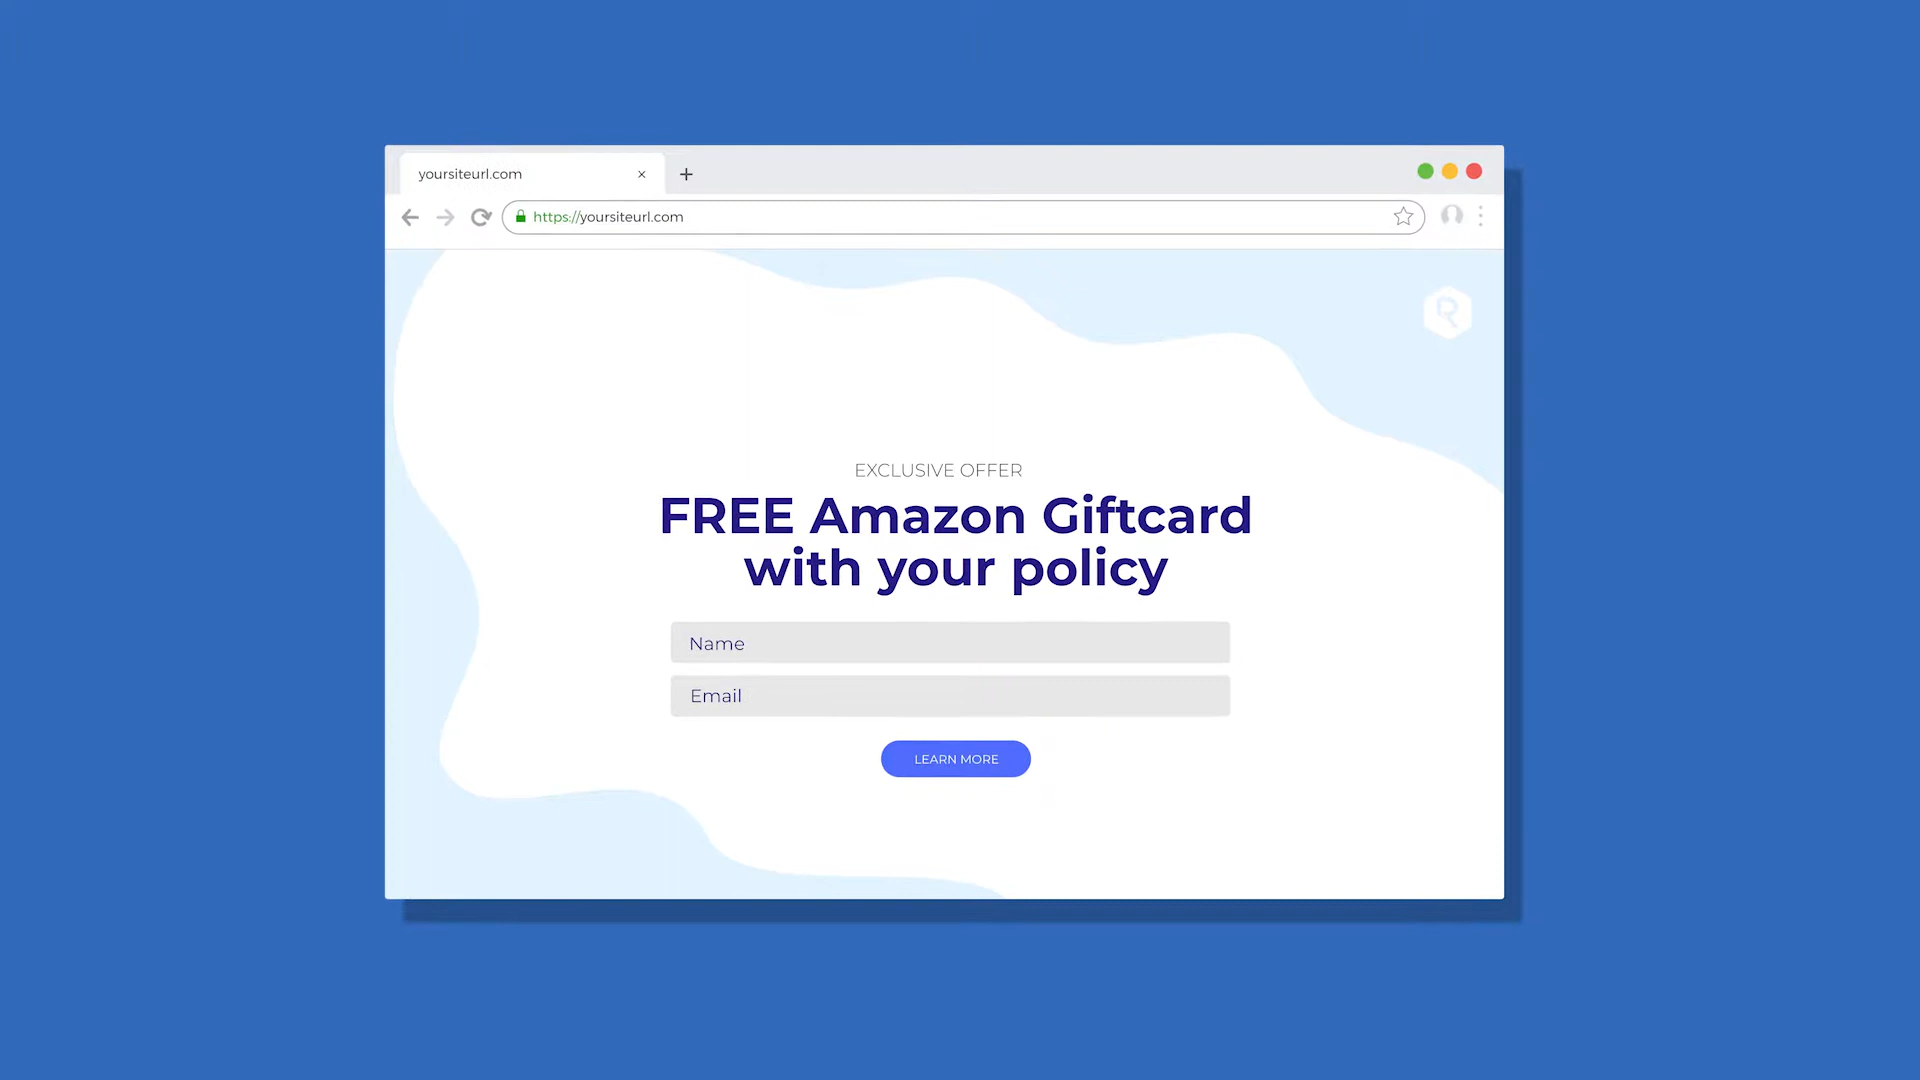 yoursiteurl.com
https://yoursiteurl.com
R
EXCLUSIVE OFFER
FREE Amazon Giftcard
with your policy
Name
Email
LEARN MORE